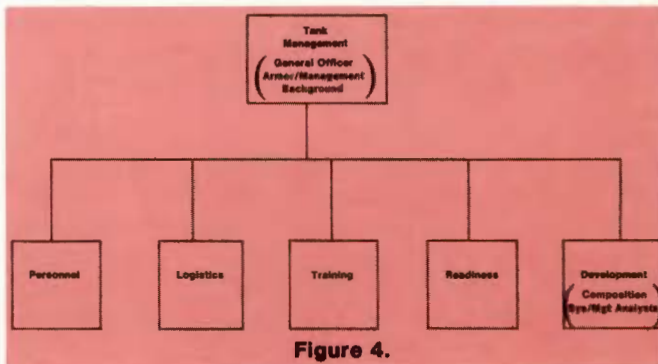 Tank
Management
(General Officer
Armor/Management
Background)
Personnel
Logistics
Training
Readiness
Development
(Composition
Sys/Mgt Analysts)
Figure 4.